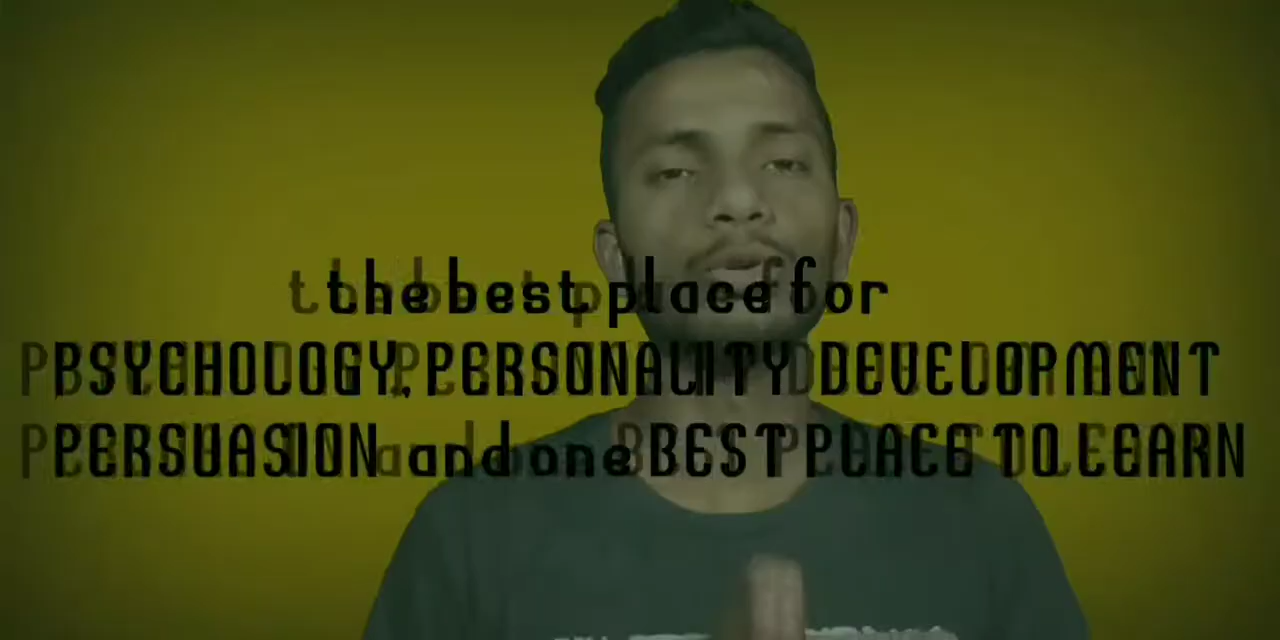 the best place for
PSYCHOLOGY, PERSONALITY DEVELOPMENT
PERSUASION and one BEST PLACE TO LEARN